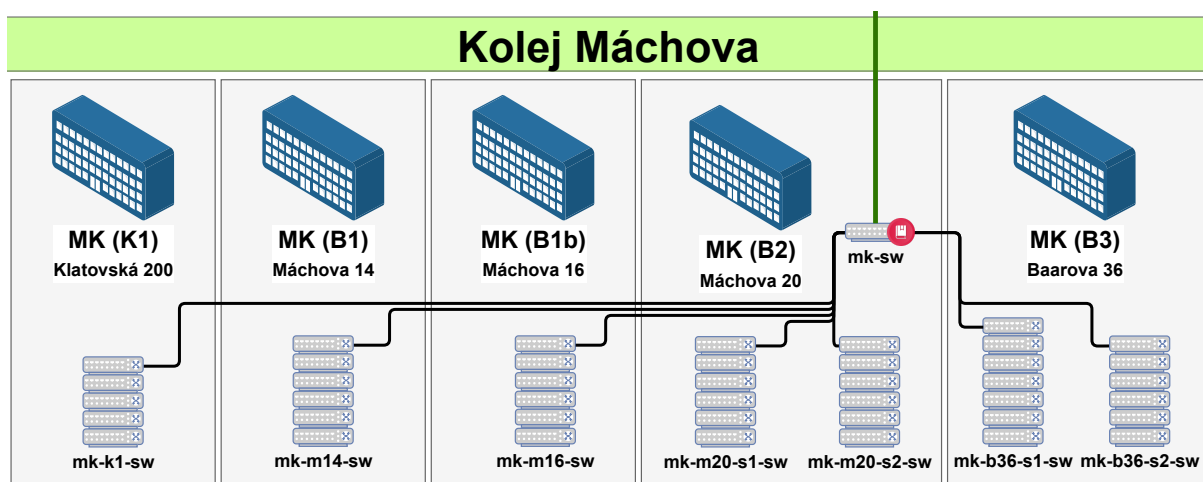 Kolej Máchova
MK (K1)
Klatovská 200
MK (B1)
Máchova 14
MK (B1b)
Máchova 16
MK (B2)
Máchova 20
mk-sw
MK (B3)
Baarova 36
mk-k1-sw
mk-m14-sw
mk-m16-sw
mk-m20-s1-sw
mk-m20-s2-sw
mk-b36-s1-sw
mk-b36-s2-sw